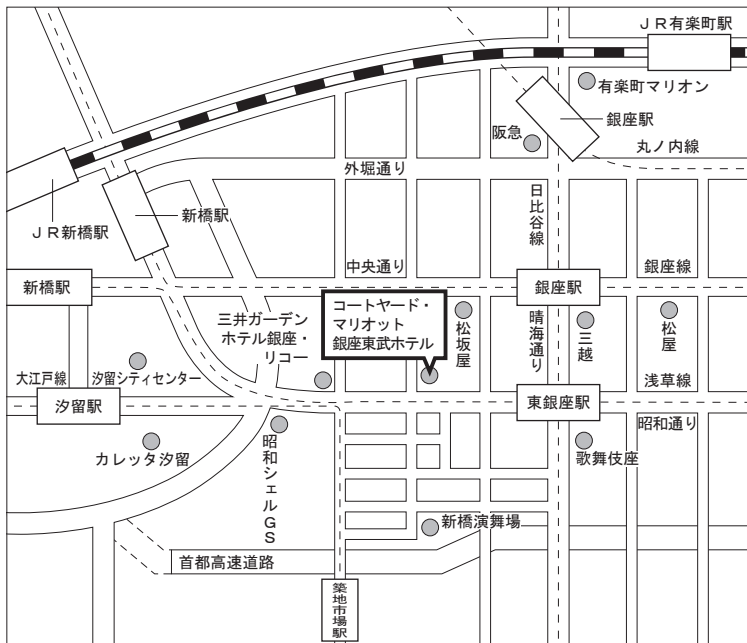 ＪＲ有楽町駅
有楽町マリオン
銀座駅
阪急
丸ノ内線
外堀通り
日比谷線
新橋駅
ＪＲ新橋駅
中央通り
銀座線
新橋駅
銀座駅
コートヤード・
マリオット
銀座東武ホテル
三井ガーデン
ホテル銀座・
リコー
松坂屋
晴海通り
三越
松屋
大江戸線
汐留シティセンター
浅草線
汐留駅
東銀座駅
昭和通り
カレッタ汐留
昭和シェルＧＳ
歌舞伎座
新橋演舞場
首都高速道路
築地市場駅